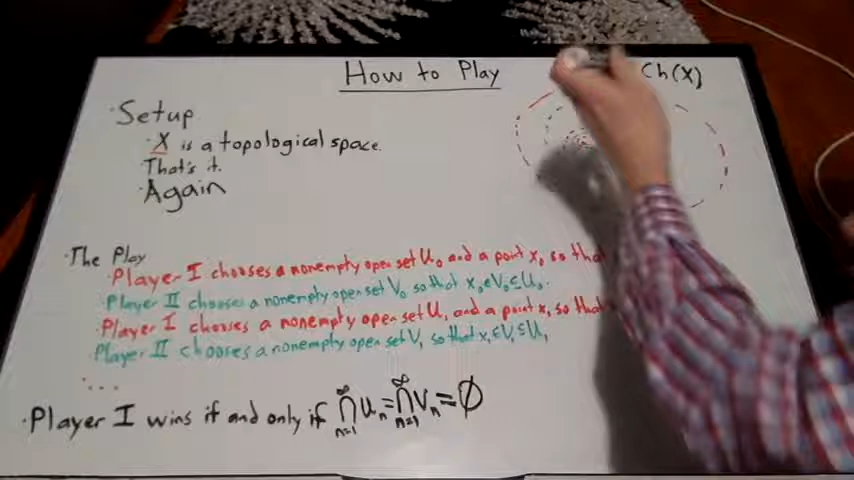 How to Play
Ch(X)
·Setup
·X is a topological space.
That's it.
·Again
·The Play
·Player I chooses a nonempty open set U₀ and a point x₀ so that
·Player II chooses a nonempty open set V₀ so that x₀∈V₀⊆U₀.
·Player I chooses a nonempty open set U₁ and a point x₁ so that
Player II chooses a nonempty open set V₁ so that x₁∈V₁⊆U₁
:...
·Player I wins if and only if ∞⋂n=1 Uₙ = ∞⋂n=1 Vₙ = ∅